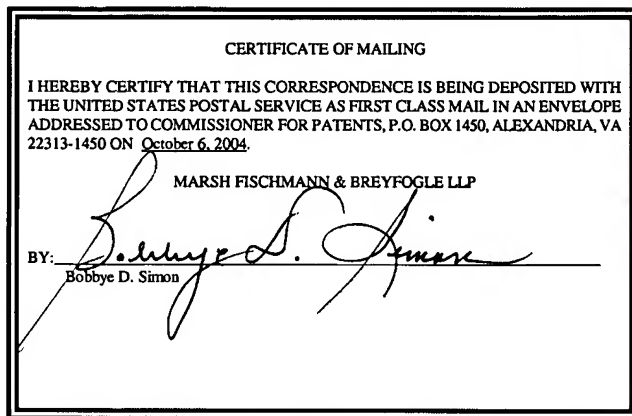 CERTIFICATE OF MAILING
I HEREBY CERTIFY THAT THIS CORRESPONDENCE IS BEING DEPOSITED WITH
THE UNITED STATES POSTAL SERVICE AS FIRST CLASS MAIL IN AN ENVELOPE
ADDRESSED TO COMMISSIONER FOR PATENTS, P.O. BOX 1450, ALEXANDRIA, VA
22313-1450 ON October 6, 2004.
MARSH FISCHMANN & BREYFOGLE LLP
BY: Bobbye D. Simon
Bobbye D. Simon